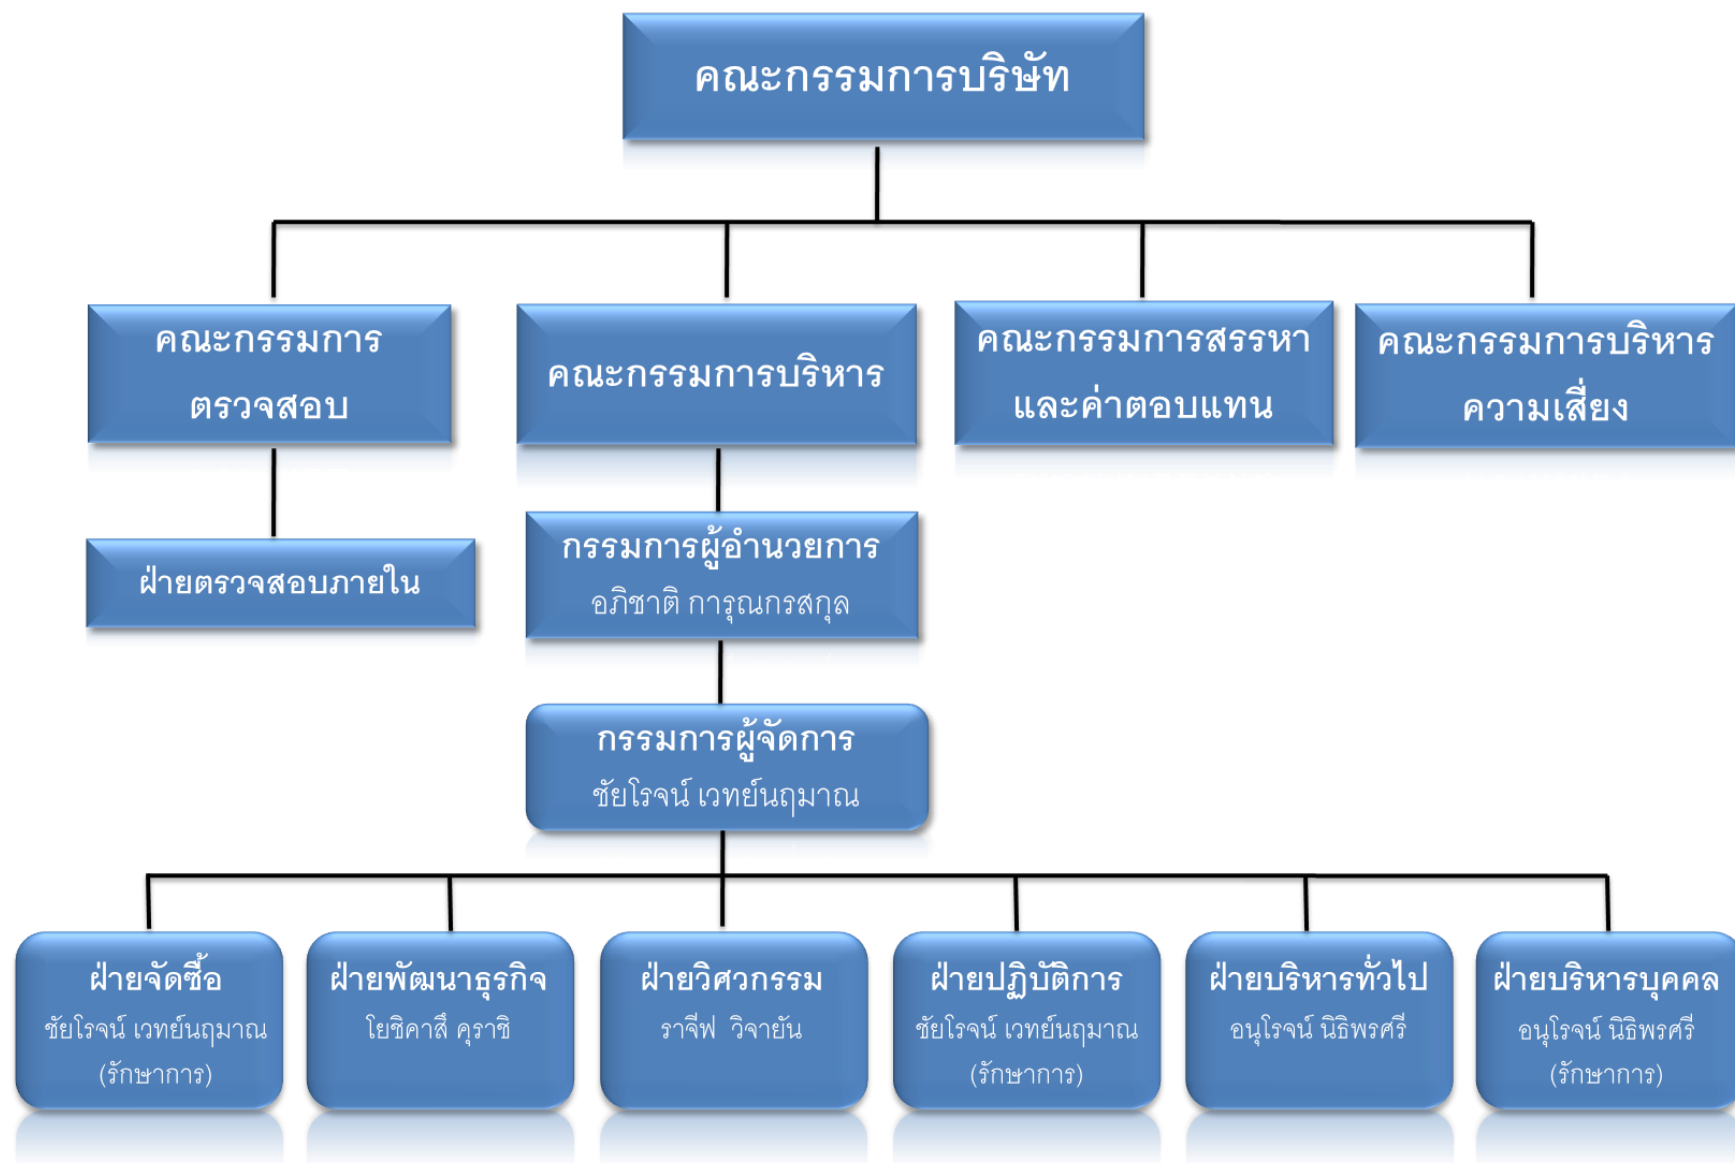 คณะกรรมการบริษัท
คณะกรรมการ
ตรวจสอบ
คณะกรรมการบริหาร
คณะกรรมการสรรหา
และค่าตอบแทน
คณะกรรมการบริหาร
ความเสี่ยง
ฝ่ายตรวจสอบภายใน
กรรมการผู้อำนวยการ
อภิชาติ การุณกรสกุล
กรรมการผู้จัดการ
ชัยโรจน์ เวทย์นฤมาณ
ฝ่ายจัดซื้อ
ชัยโรจน์ เวทย์นฤมาณ
(รักษาการ)
ฝ่ายพัฒนาธุรกิจ
โยชิคาสึ คุราชิ
ฝ่ายวิศวกรรม
ราจีฟ วิจายัน
ฝ่ายปฏิบัติการ
ชัยโรจน์ เวทย์นฤมาณ
(รักษาการ)
ฝ่ายบริหารทั่วไป
อนุโรจน์ นิธิพรศรี
ฝ่ายบริหารบุคคล
อนุโรจน์ นิธิพรศรี
(รักษาการ)